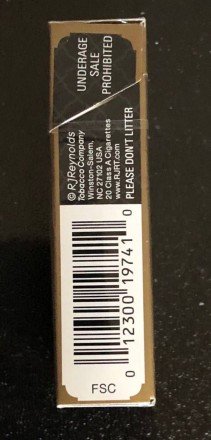 UNDERAGE
SALE
PROHIBITED
© RJReynolds
Tobacco Company
Winston-Salem,
NC 27102 USA
20 Class A Cigarettes
www.RJRT.com
PLEASE DON'T LITTER
0 12300 19741 0
FSC